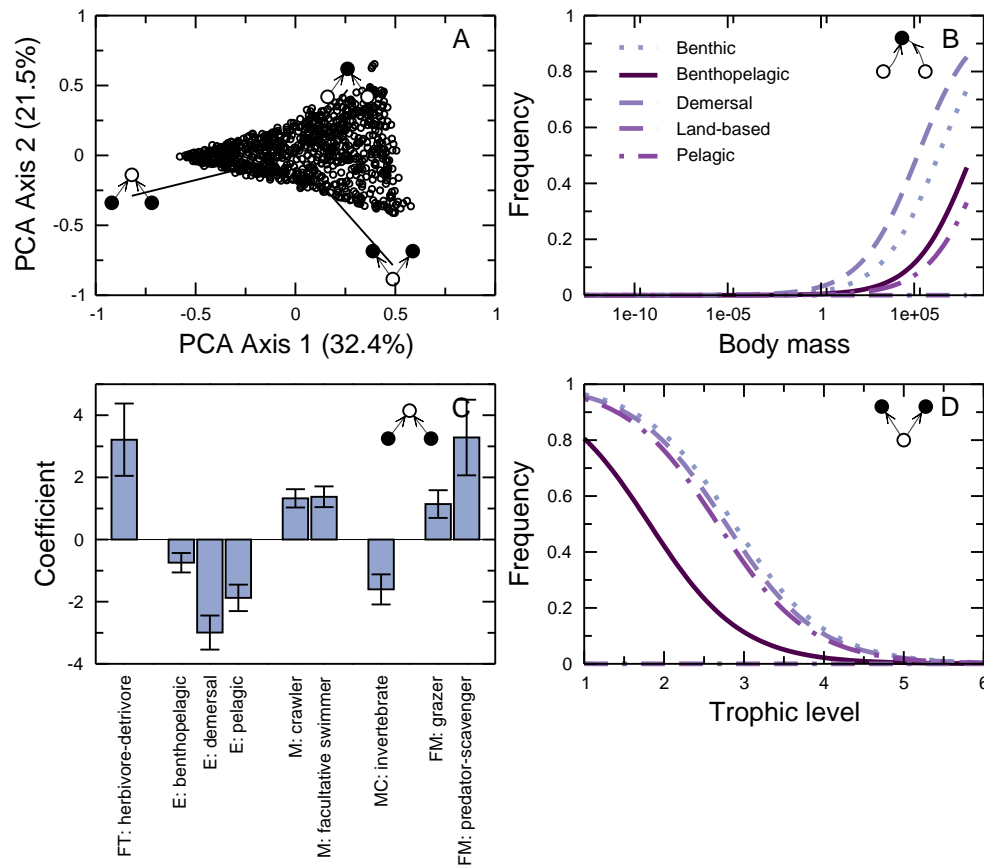 A
1
0.5
0
-0.5
-1
-1
-0.5
0
0.5
1
PCA Axis 2 (21.5%)
PCA Axis 1 (32.4%)
B
1
0.8
0.6
0.4
0.2
0
1e-10
1e-05
1
1e+05
Frequency
Body mass
Benthic
Benthopelagic
Demersal
Land-based
Pelagic
C
4
2
0
-2
-4
Coefficient
FT: herbivore-detrivore
E: benthopelagic
E: demersal
E: pelagic
M: crawler
M: facultative swimmer
MC: invertebrate
FM: grazer
FM: predator-scavenger
D
1
0.8
0.6
0.4
0.2
0
1
2
3
4
5
6
Frequency
Trophic level